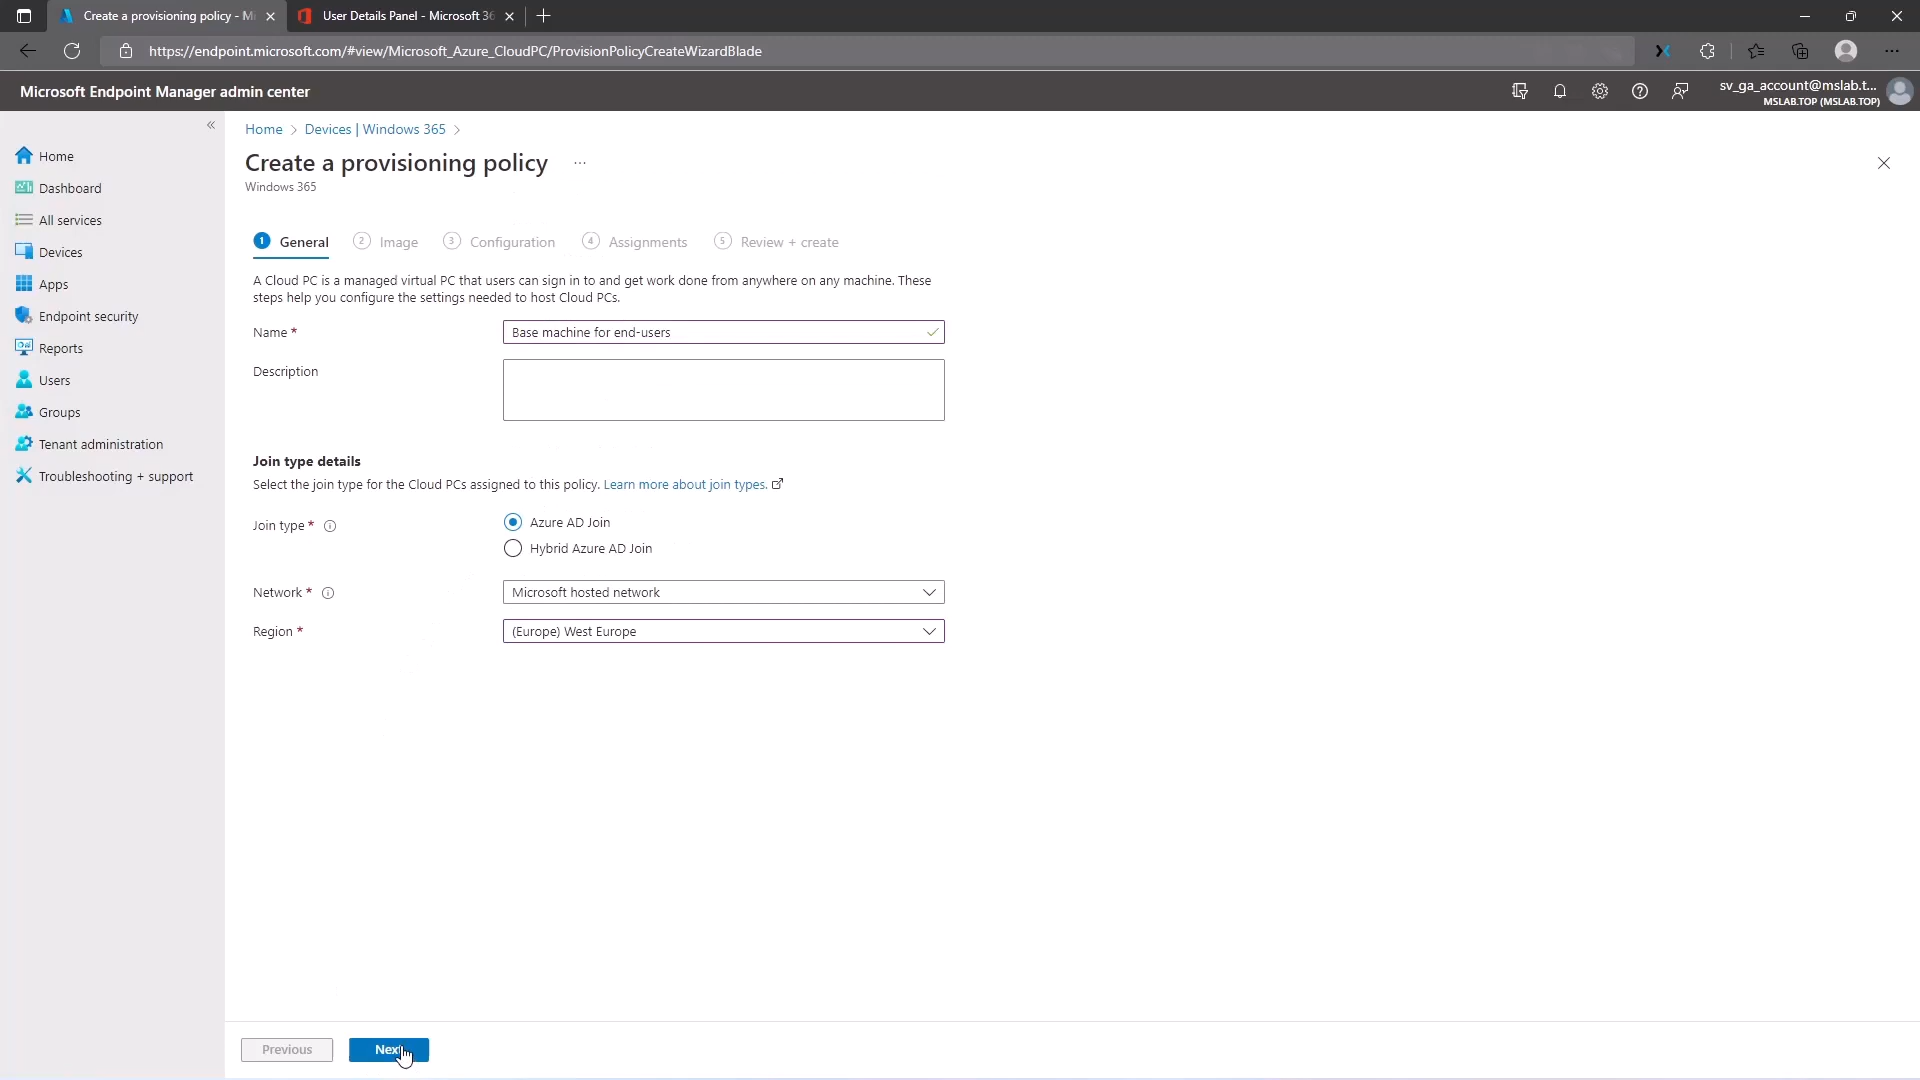 Create a provisioning policy - Mi
User Details Panel - Microsoft 36
https://endpoint.microsoft.com/#view/Microsoft_Azure_CloudPC/ProvisionPolicyCreateWizardBlade
Microsoft Endpoint Manager admin center
sv_ga_account@mslab.t...
MSLAB.TOP (MSLAB.TOP)
Home
Dashboard
All services
Devices
Apps
Endpoint security
Reports
Users
Groups
Tenant administration
Troubleshooting + support
Home > Devices | Windows 365 >
Create a provisioning policy ...
Windows 365
1 General 2 Image 3 Configuration 4 Assignments 5 Review + create
A Cloud PC is a managed virtual PC that users can sign in to and get work done from anywhere on any machine. These
steps help you configure the settings needed to host Cloud PCs.
Name * Base machine for end-users
Description
Join type details
Select the join type for the Cloud PCs assigned to this policy. Learn more about join types.
Join type * Azure AD Join
Hybrid Azure AD Join
Network * Microsoft hosted network
Region * (Europe) West Europe
Previous Next